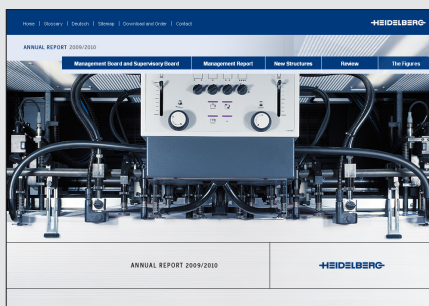 Home | Glossary | Deutsch | Sitemap | Download and Order | Contact
HEIDELBERG
ANNUAL REPORT 2009/2010
Management Board and Supervisory Board
Management Report
New Structures
Review
The Figures
ANNUAL REPORT 2009/2010
HEIDELBERG